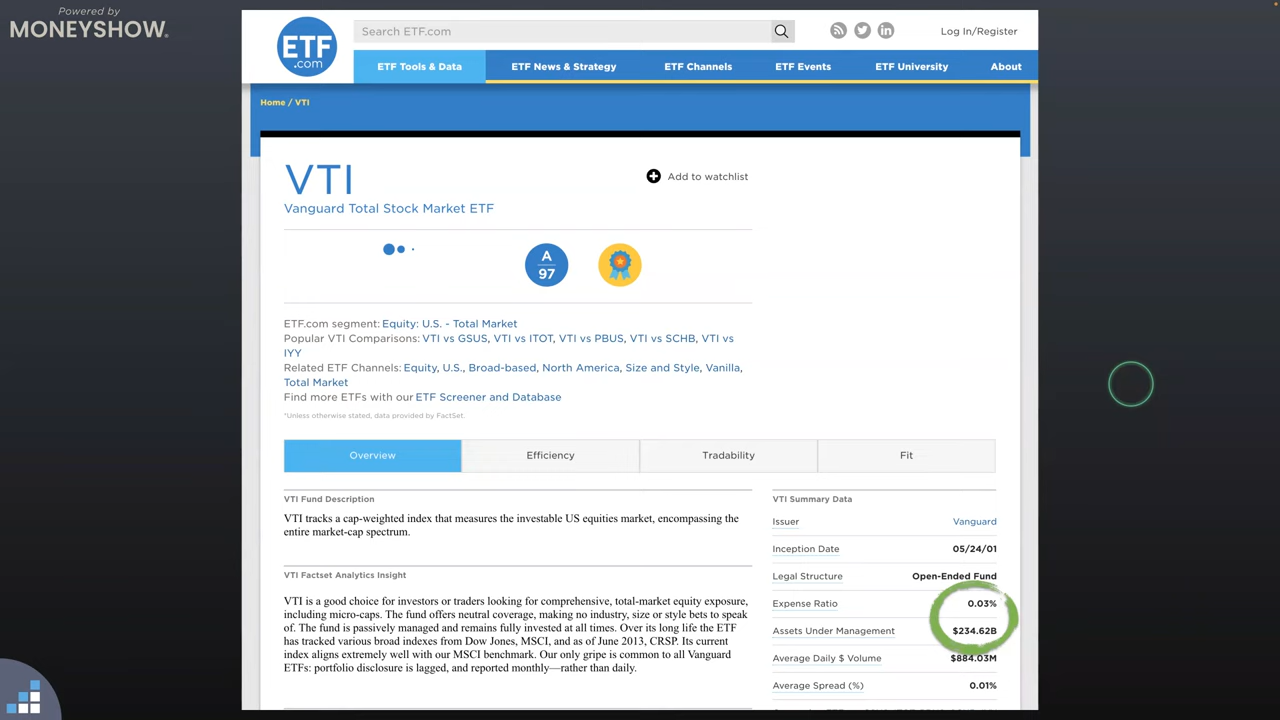 Powered by
MONEYSHOW.
ETF
.com
Search ETF.com
Log In/Register
ETF Tools & Data
ETF News & Strategy
ETF Channels
ETF Events
ETF University
About
Home / VTI
VTI
Add to watchlist
Vanguard Total Stock Market ETF
A
97
ETF.com segment: Equity: U.S. - Total Market
Popular VTI Comparisons: VTI vs GSUS, VTI vs ITOT, VTI vs PBUS, VTI vs SCHB, VTI vs
IYY
Related ETF Channels: Equity, U.S., Broad-based, North America, Size and Style, Vanilla,
Total Market
Find more ETFs with our ETF Screener and Database
*Unless otherwise stated, data provided by FactSet.
Overview
Efficiency
Tradability
Fit
VTI Fund Description
VTI tracks a cap-weighted index that measures the investable US equities market, encompassing the
entire market-cap spectrum.
VTI Factset Analytics Insight
VTI is a good choice for investors or traders looking for comprehensive, total-market equity exposure,
including micro-caps. The fund offers neutral coverage, making no industry, size or style bets to speak
of. The fund is passively managed and remains fully invested at all times. Over its long life the ETF
has tracked various broad indexes from Dow Jones, MSCI, and as of June 2013, CRSP. Its current
index aligns extremely well with our MSCI benchmark. Our only gripe is common to all Vanguard
ETFs: portfolio disclosure is lagged, and reported monthly—rather than daily.
VTI Summary Data
Issuer Vanguard
Inception Date 05/24/01
Legal Structure Open-Ended Fund
Expense Ratio 0.03%
Assets Under Management $234.62B
Average Daily $ Volume $884.03M
Average Spread (%) 0.01%